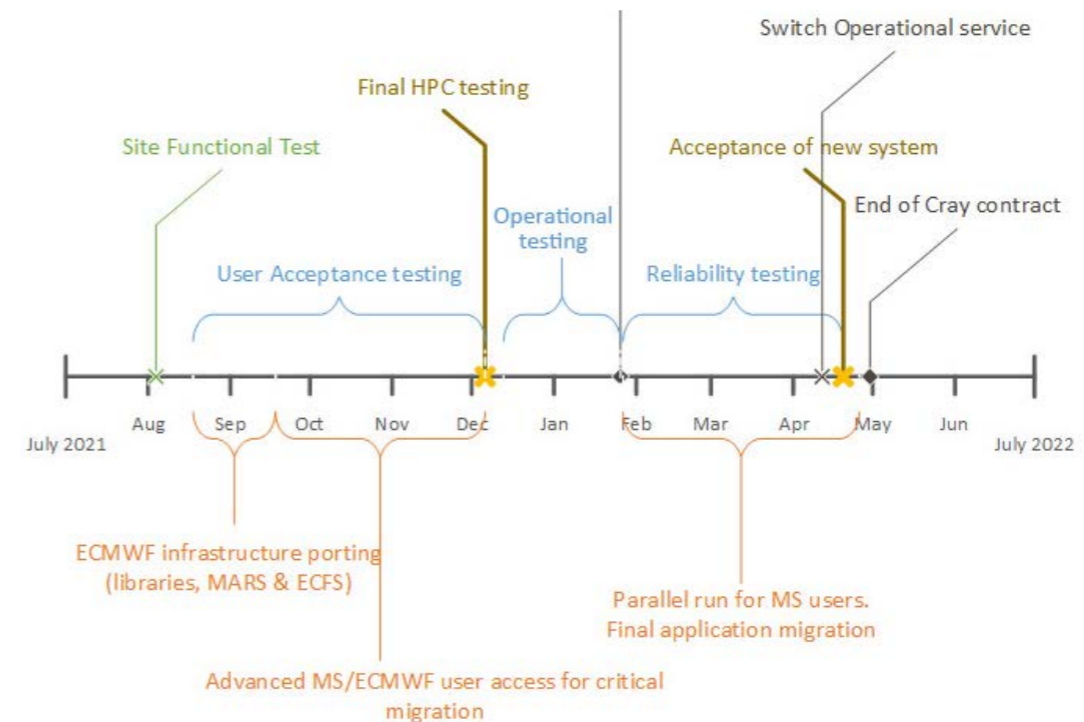 Switch Operational service
Final HPC testing
Site Functional Test
Acceptance of new system
End of Cray contract
Operational
testing
User Acceptance testing
Reliability testing
Aug
Sep
Oct
Nov
Dec
Jan
Feb
Mar
Apr
May
Jun
July 2021
July 2022
ECMWF infrastructure porting
(libraries, MARS & ECFS)
Parallel run for MS users.
Final application migration
Advanced MS/ECMWF user access for critical
migration